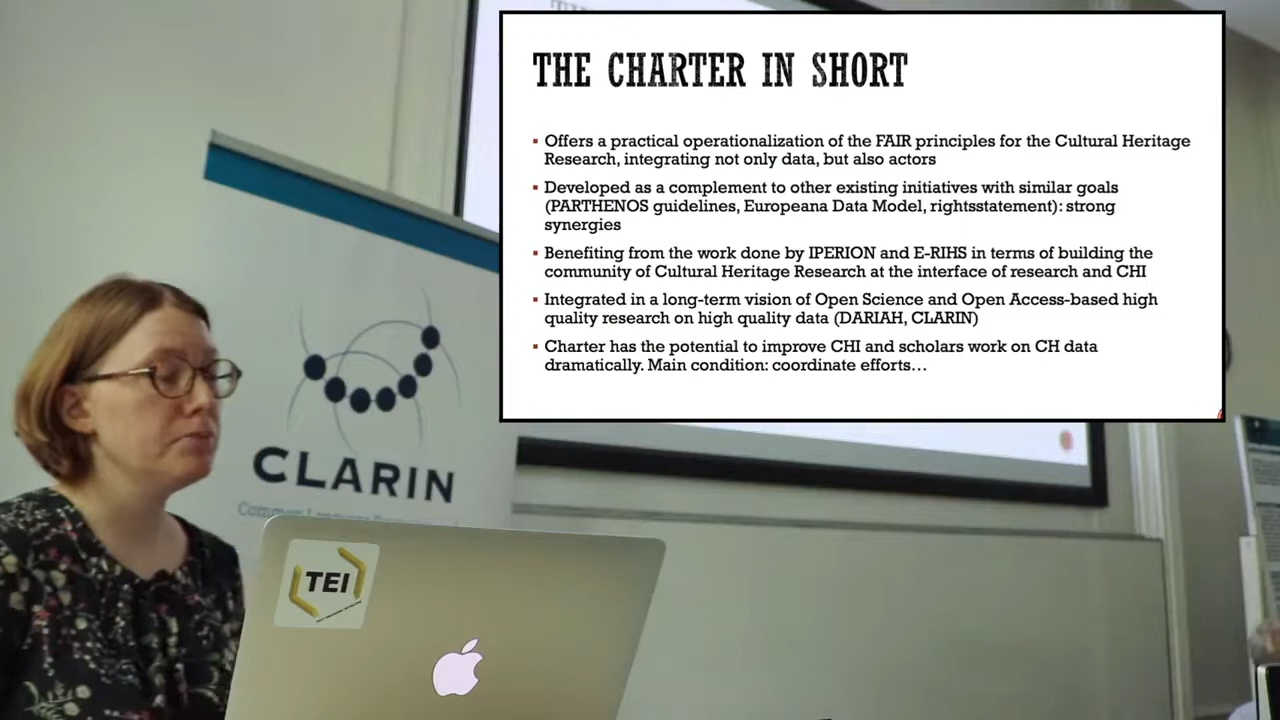 THE CHARTER IN SHORT
▪ Offers a practical operationalization of the FAIR principles for the Cultural Heritage
Research, integrating not only data, but also actors
▪ Developed as a complement to other existing initiatives with similar goals
(PARTHENOS guidelines, Europeana Data Model, rightsstatement): strong
synergies
▪ Benefiting from the work done by IPERION and E-RIHS in terms of building the
community of Cultural Heritage Research at the interface of research and CHI
▪ Integrated in a long-term vision of Open Science and Open Access-based high
quality research on high quality data (DARIAH, CLARIN)
▪ Charter has the potential to improve CHI and scholars work on CH data
dramatically. Main condition: coordinate efforts…
CLARIN
Common Language
TEI